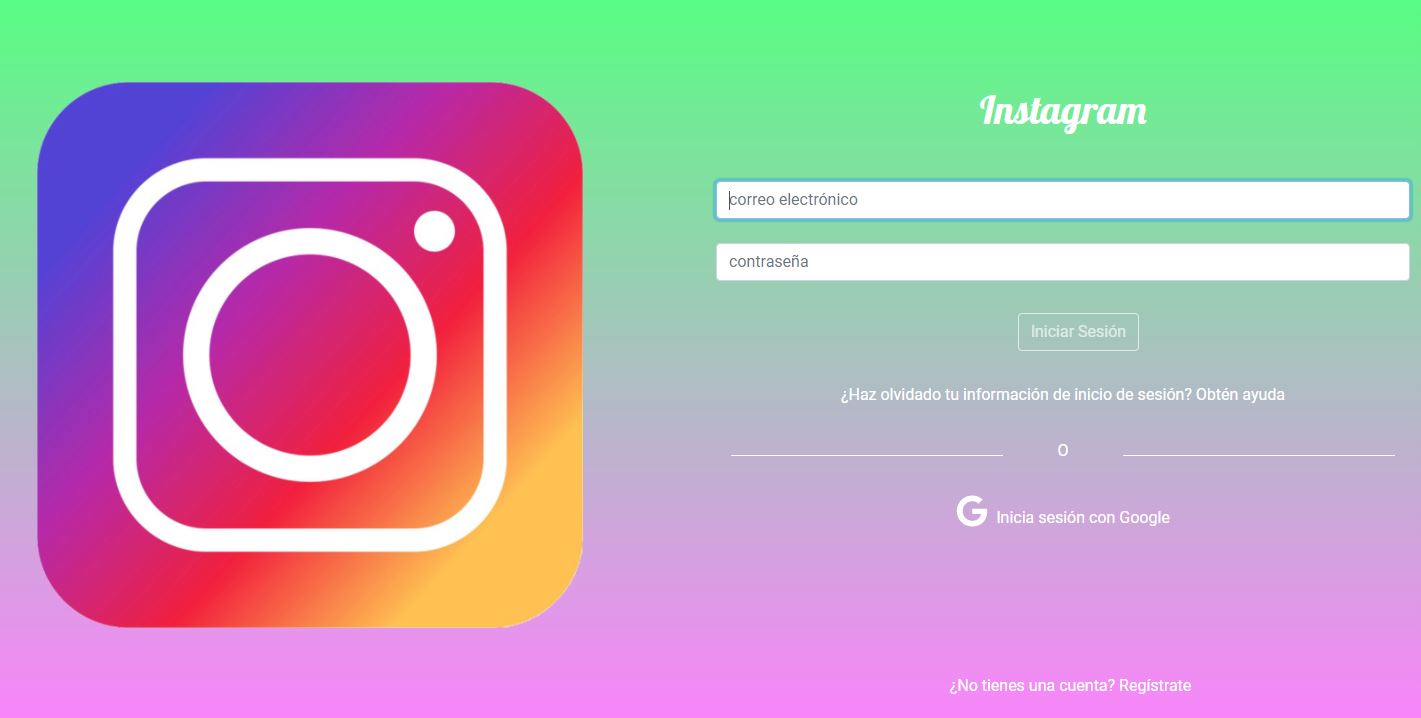 Instagram
correo electrónico
contraseña
Iniciar Sesión
¿Haz olvidado tu información de inicio de sesión? Obtén ayuda
O
G Inicia sesión con Google
¿No tienes una cuenta? Regístrate